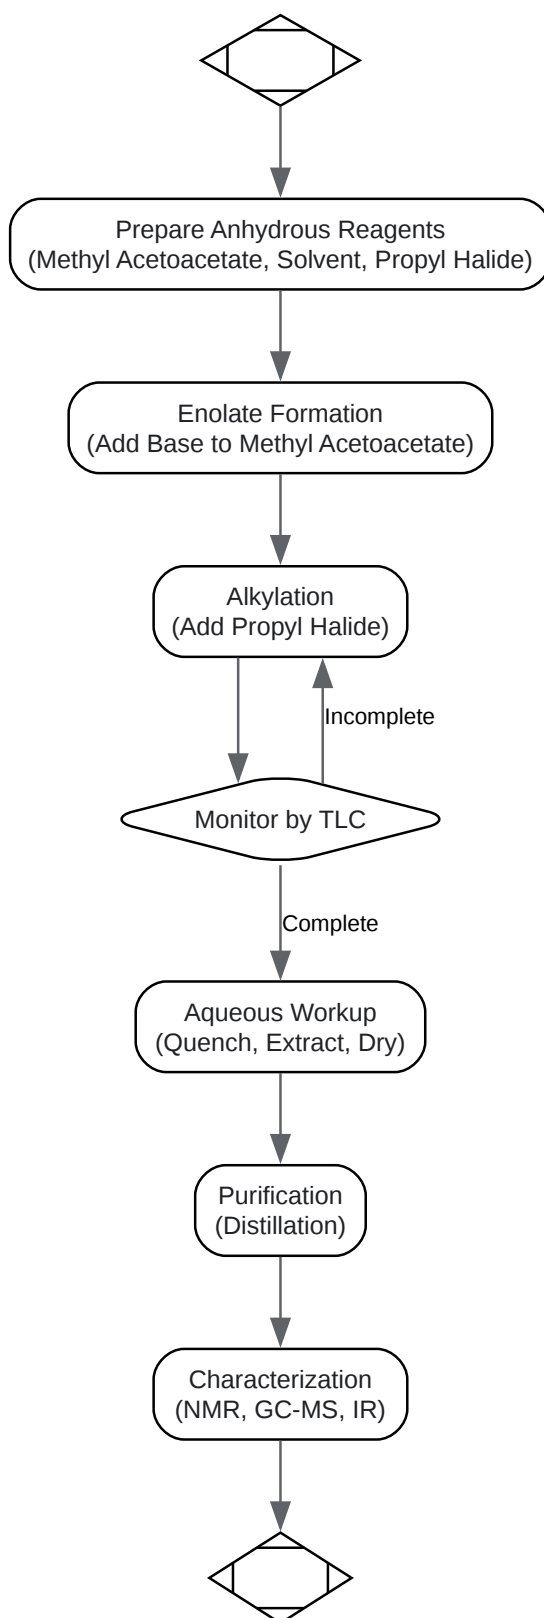 Prepare Anhydrous Reagents
(Methyl Acetoacetate, Solvent, Propyl Halide)
Enolate Formation
(Add Base to Methyl Acetoacetate)
Alkylation
(Add Propyl Halide)
Incomplete
Monitor by TLC
Complete
Aqueous Workup
(Quench, Extract, Dry)
Purification
(Distillation)
Characterization
(NMR, GC-MS, IR)